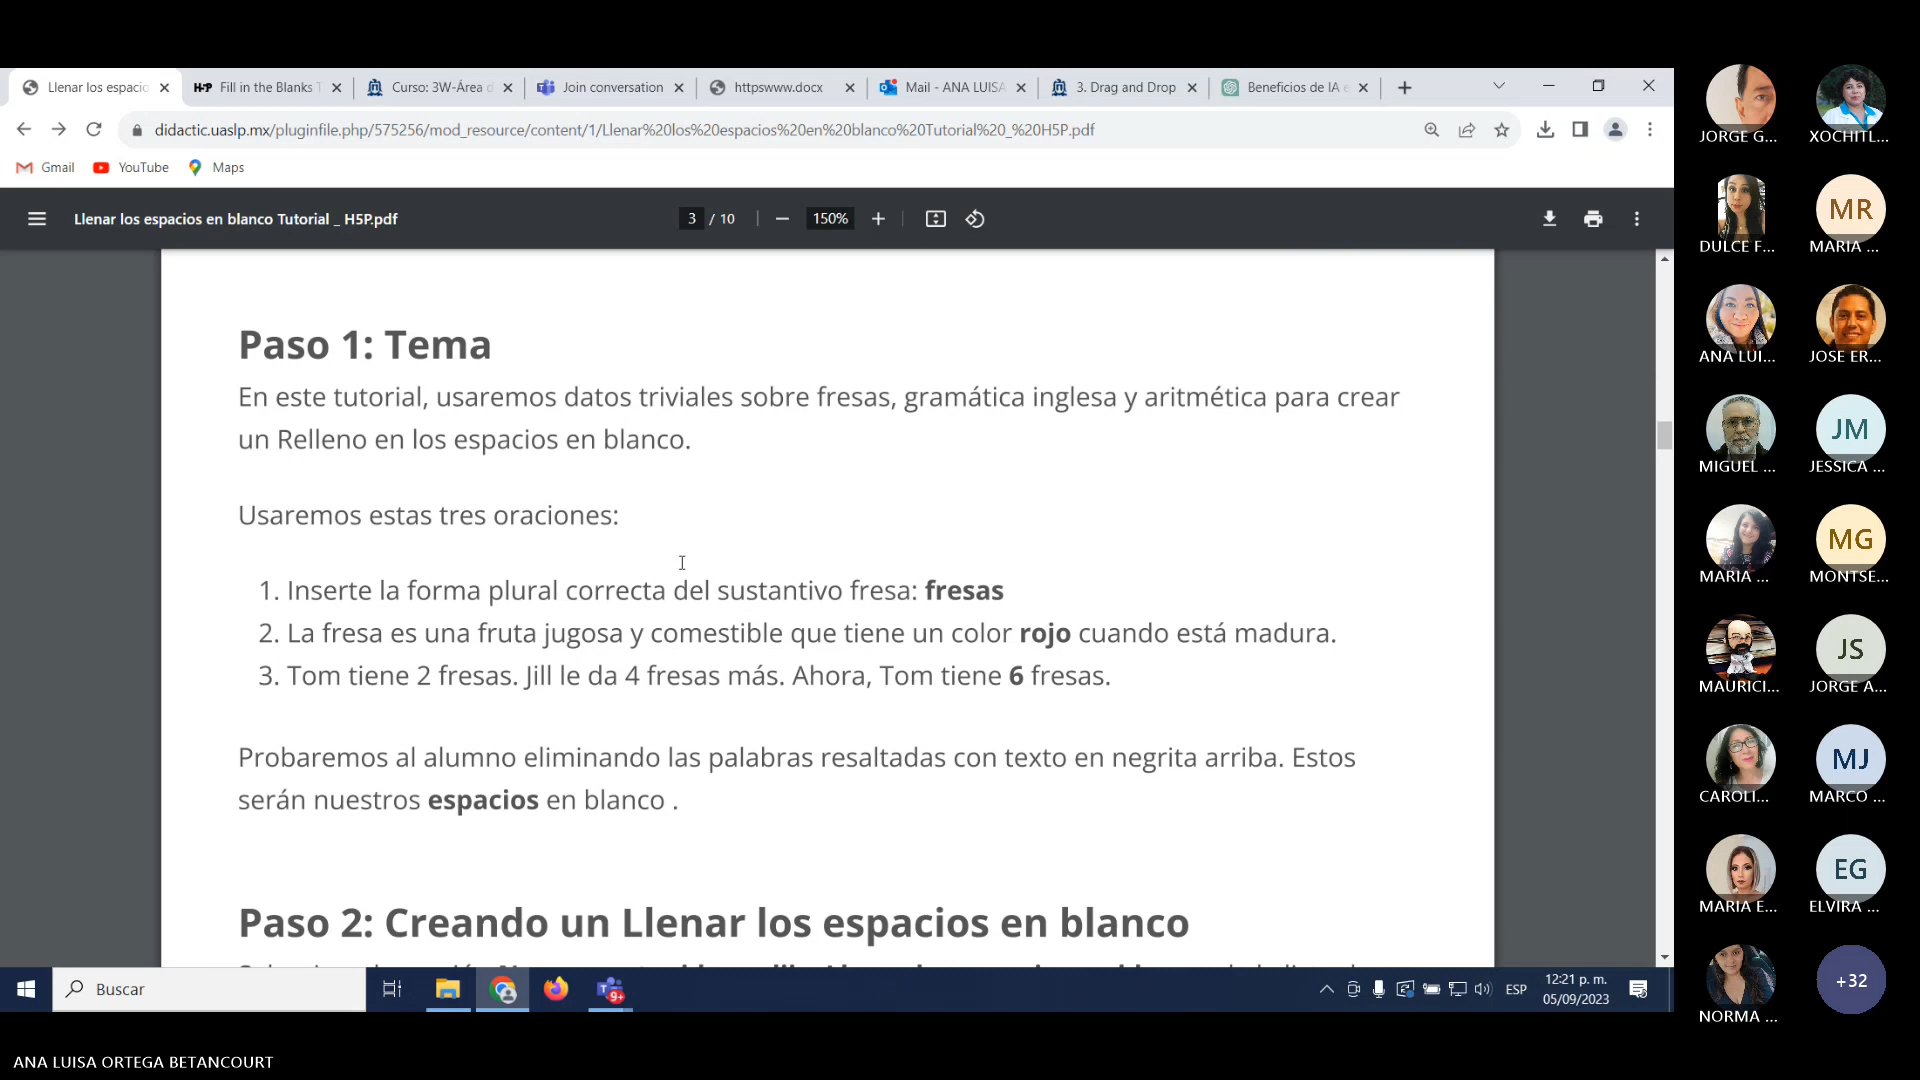 Llenar los espacio
H-P Fill in the Blanks T
Curso: 3W-Área d
Join conversation
httpswww.docx
Mail - ANA LUISA
3. Drag and Drop
Beneficios de IA e
didactic.uaslp.mx/pluginfile.php/575256/mod_resource/content/1/Llenar%20los%20espacios%20en%20blanco%20Tutorial%20_%20H5P.pdf
Gmail YouTube Maps
Llenar los espacios en blanco Tutorial _ H5P.pdf
3 / 10
150%
Paso 1: Tema
En este tutorial, usaremos datos triviales sobre fresas, gramática inglesa y aritmética para crear
un Relleno en los espacios en blanco.
Usaremos estas tres oraciones:
1. Inserte la forma plural correcta del sustantivo fresa: fresas
2. La fresa es una fruta jugosa y comestible que tiene un color rojo cuando está madura.
3. Tom tiene 2 fresas. Jill le da 4 fresas más. Ahora, Tom tiene 6 fresas.
Probaremos al alumno eliminando las palabras resaltadas con texto en negrita arriba. Estos
serán nuestros espacios en blanco .
Paso 2: Creando un Llenar los espacios en blanco
Buscar
9+
ESP
12:21 p. m.
05/09/2023
JORGE G...
XOCHITL...
DULCE F...
MR
MARIA ...
ANA LUI...
JOSE ER...
MIGUEL ...
JM
JESSICA ...
MARIA ...
MG
MONTSE...
MAURICI...
JS
JORGE A...
CAROLI...
MJ
MARCO ...
MARIA E...
EG
ELVIRA ...
NORMA ...
+32
ANA LUISA ORTEGA BETANCOURT